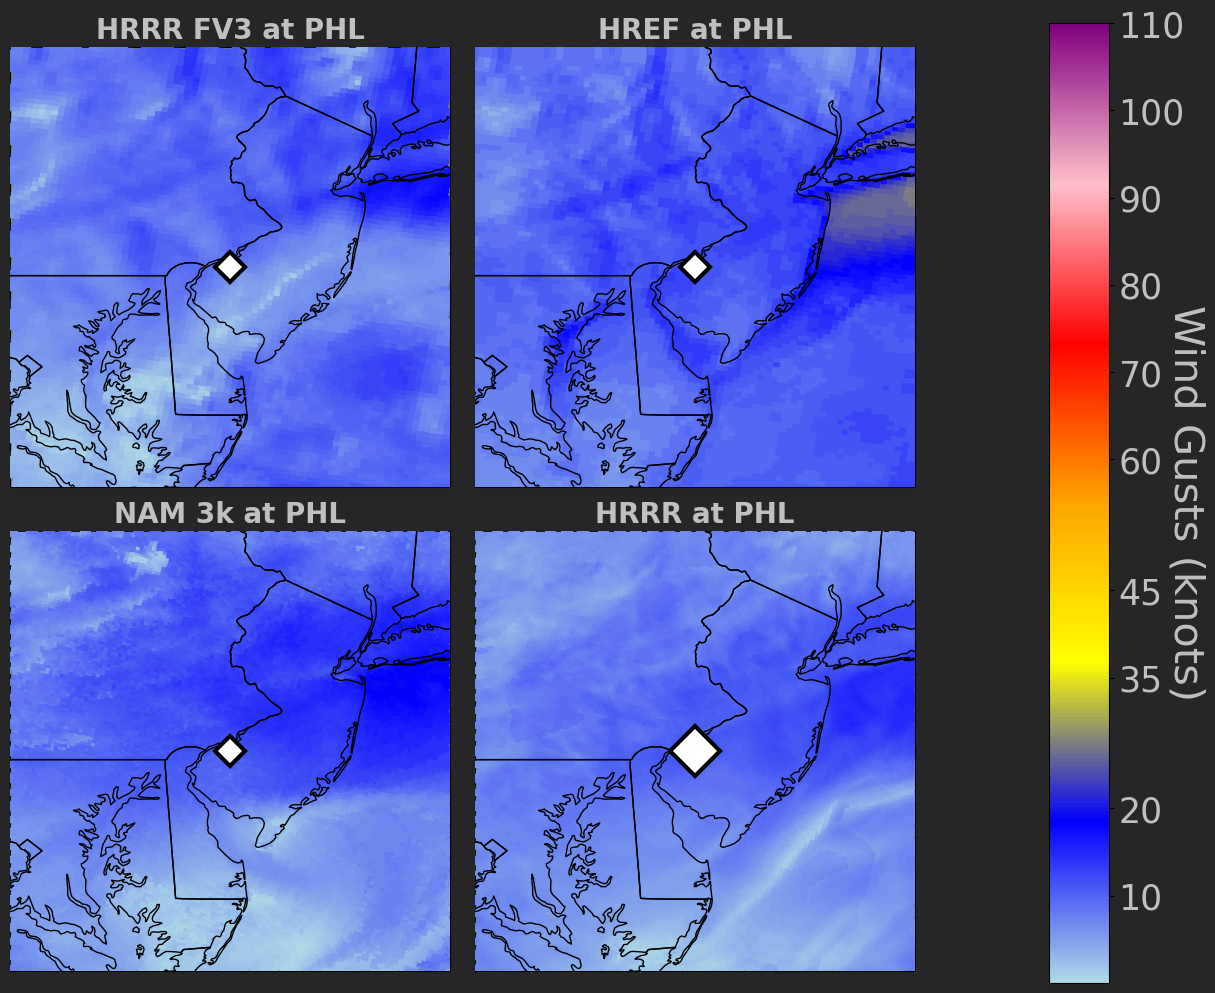 HRRR FV3 at PHL
HREF at PHL
NAM 3k at PHL
HRRR at PHL
110
100
90
80
70
60
45
35
20
10
Wind Gusts (knots)